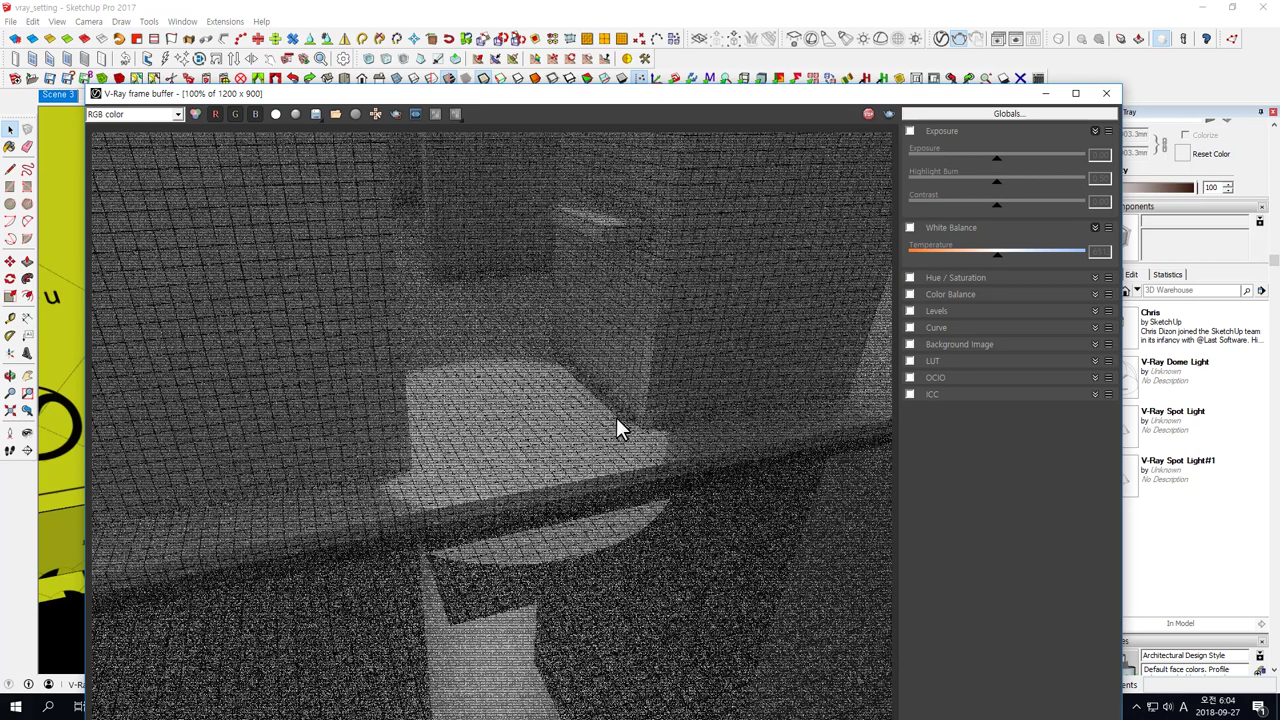 vray_setting - SketchUp Pro 2017
File Edit View Camera Draw Tools Window Extensions Help
Scene 3
V-Ray frame buffer - [100% of 1200 x 900]
RGB color
R G B
Globals...
Exposure
Exposure
Highlight Burn
Contrast
White Balance
Temperature
Hue / Saturation
Color Balance
Levels
Curve
Background Image
LUT
OCIO
ICC
Tray
Colorize
Reset Color
100
ponents
Edit Statistics
3D Warehouse
Chris
by SketchUp
Chris Dizon joined the SketchUp team
in its infancy with @Last Software. Hi...
V-Ray Dome Light
by Unknown
No Description
V-Ray Spot Light
by Unknown
No Description
V-Ray Spot Light#1
by Unknown
No Description
In Model
Architectural Design Style
Default face colors. Profile
A
오전 6:04
2018-09-27